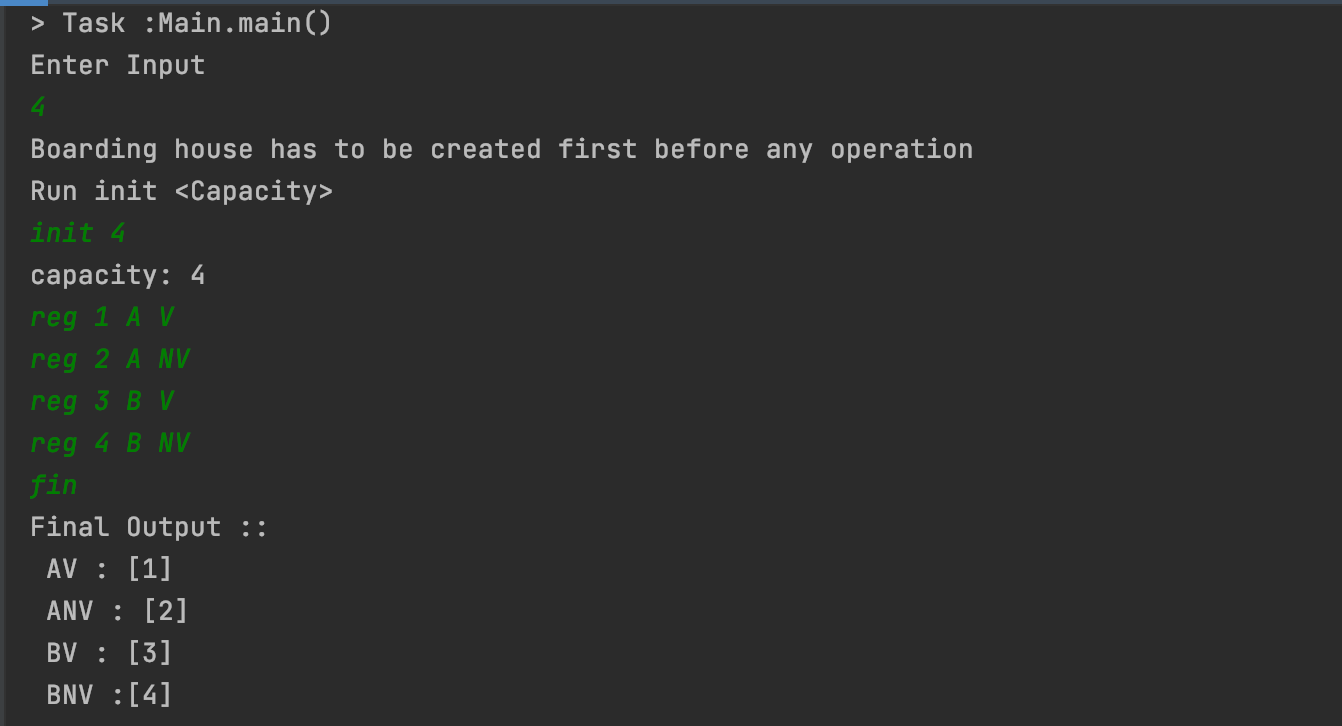 > Task :Main.main()
Enter Input
4
Boarding house has to be created first before any operation
Run init <Capacity>
init 4
capacity: 4
reg 1 A V
reg 2 A NV
reg 3 B V
reg 4 B NV
fin
Final Output ::
AV : [1]
ANV : [2]
BV : [3]
BNV :[4]